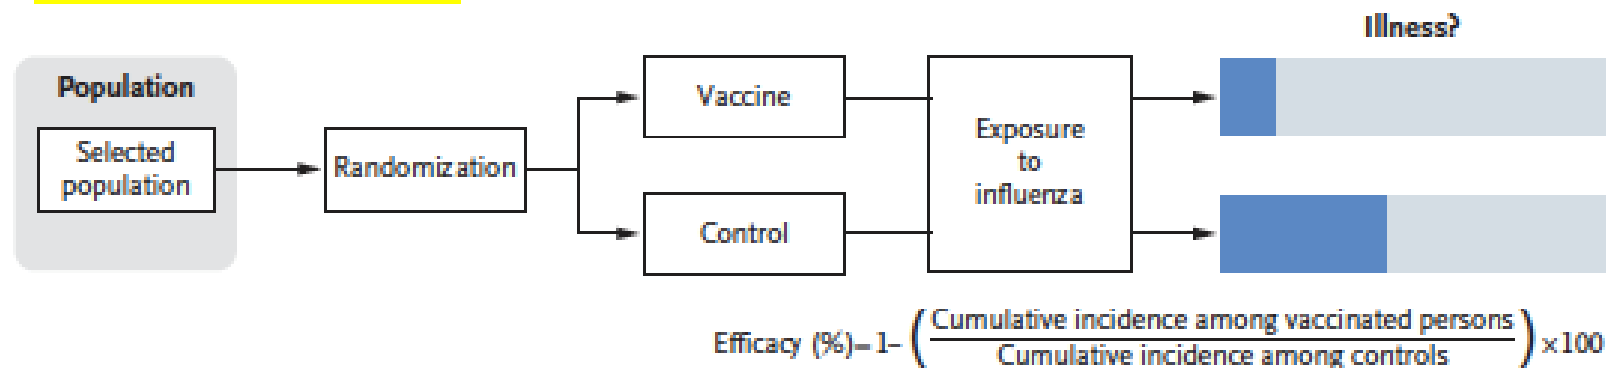 Illness?
Population
Selected
population
Randomization
Vaccine
Control
Exposure
to
influenza
Efficacy (%)=1–(Cumulative incidence among vaccinated persons
Cumulative incidence among controls)×100